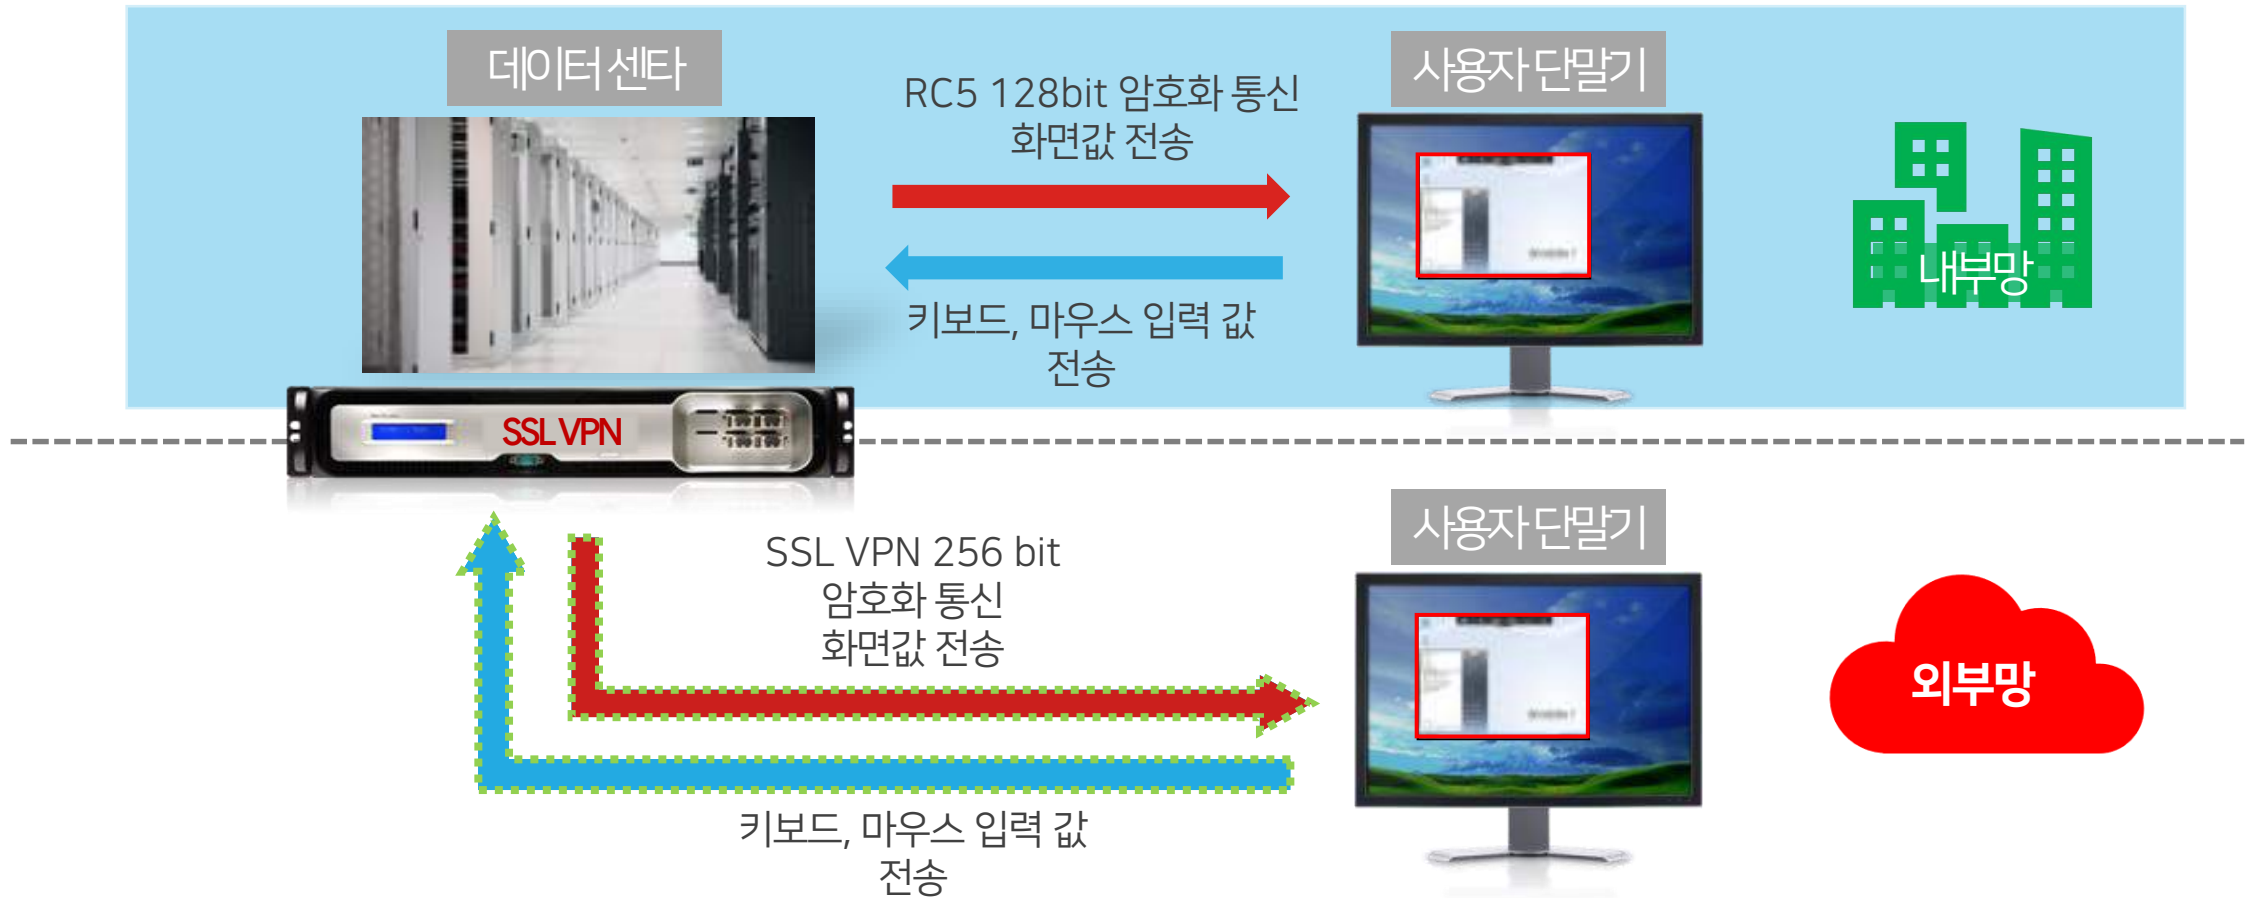 데이터 센타
사용자 단말기
RC5 128bit 암호화 통신
화면값 전송
내부망
키보드, 마우스 입력 값
전송
SSL VPN
사용자 단말기
SSL VPN 256 bit
암호화 통신
화면값 전송
외부망
키보드, 마우스 입력 값
전송